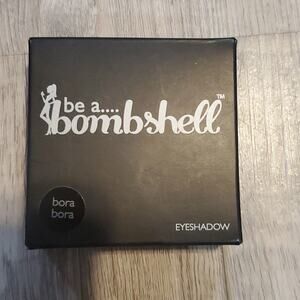 be a....
bombshell™
bora
bora
EYESHADOW